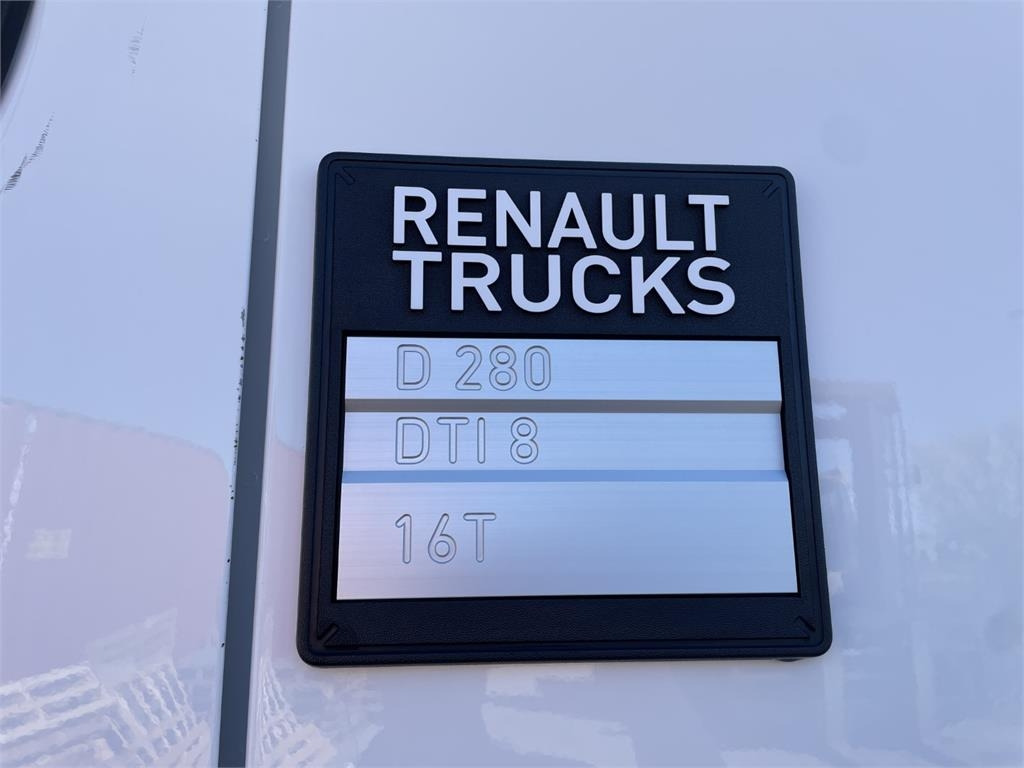 RENAULT
TRUCKS
D 280
DTI 8
16T